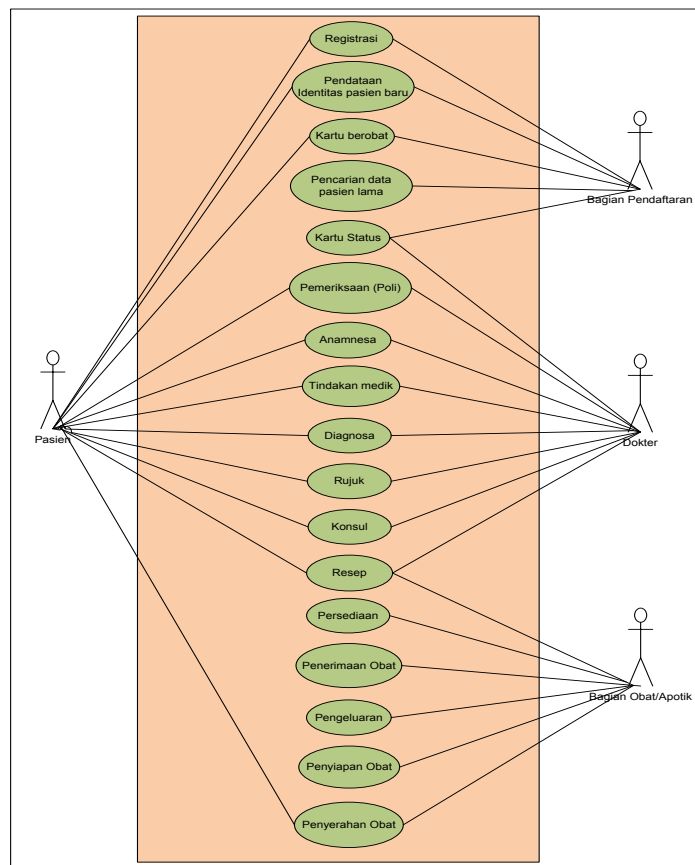 Registrasi
Pendataan
Identitas pasien baru
Kartu berobat
Pencarian data
pasien lama
Bagian Pendaftaran
Kartu Status
Pemeriksaan (Poli)
Anamnesa
Tindakan medik
Pasien
Diagnosa
Dokter
Rujuk
Konsul
Resep
Persediaan
Penerimaan Obat
Bagian Obat/Apotik
Pengeluaran
Penyiapan Obat
Penyerahan Obat